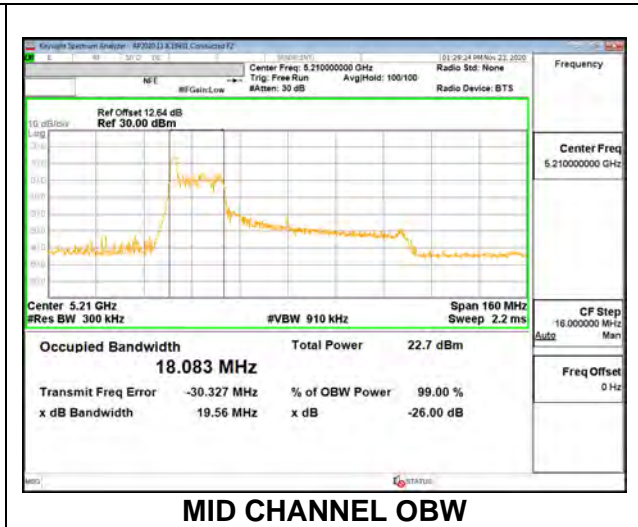 Keysight Spectrum Analyzer
Center Freq: 5.210000000 GHz
01:29:24 PM Nov 23, 2020
Radio Std: None
Frequency
NFE
Trig: Free Run
Avg|Hold: 100/100
#IFGain:Low
#Atten: 30 dB
Radio Device: BTS
Ref Offset 12.64 dB
10 dB/div
Ref 30.00 dBm
Log
Center Freq
5.210000000 GHz
Center 5.21 GHz
Span 160 MHz
#Res BW 300 kHz
#VBW 910 kHz
Sweep 2.2 ms
CF Step
16.000000 MHz
Auto
Man
Occupied Bandwidth
Total Power
22.7 dBm
18.083 MHz
Freq Offset
0 Hz
Transmit Freq Error
-30.327 MHz
% of OBW Power
99.00 %
x dB Bandwidth
19.56 MHz
x dB
-26.00 dB
MSG
STATUS
MID CHANNEL OBW